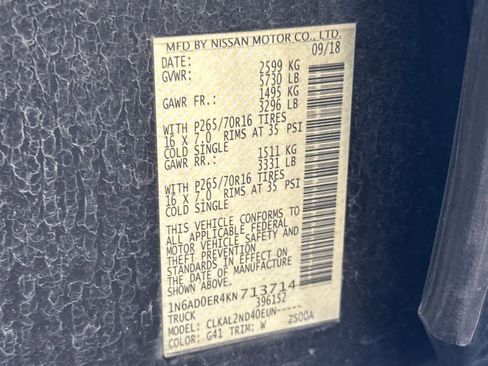 MFD BY NISSAN MOTOR CO., LTD.
DATE: 09/18
GVWR: 2599 KG
5730 LB
GAWR FR.: 1495 KG
3296 LB
WITH P265/70R16 TIRES
16 X 7.0 RIMS AT 35 PSI
COLD SINGLE
GAWR RR.: 1511 KG
3331 LB
WITH P265/70R16 TIRES
16 X 7.0 RIMS AT 35 PSI
COLD SINGLE
THIS VEHICLE CONFORMS TO
ALL APPLICABLE FEDERAL
MOTOR VEHICLE SAFETY AND
THEFT PREVENTION
STANDARDS IN EFFECT ON
THE DATE OF MANUFACTURE
SHOWN ABOVE.
1N6AD0ER4KN713714
TRUCK 3961S2
MODEL: CLKAL2ND40EUN-----
COLOR: G41 TRIM: W ZS00A